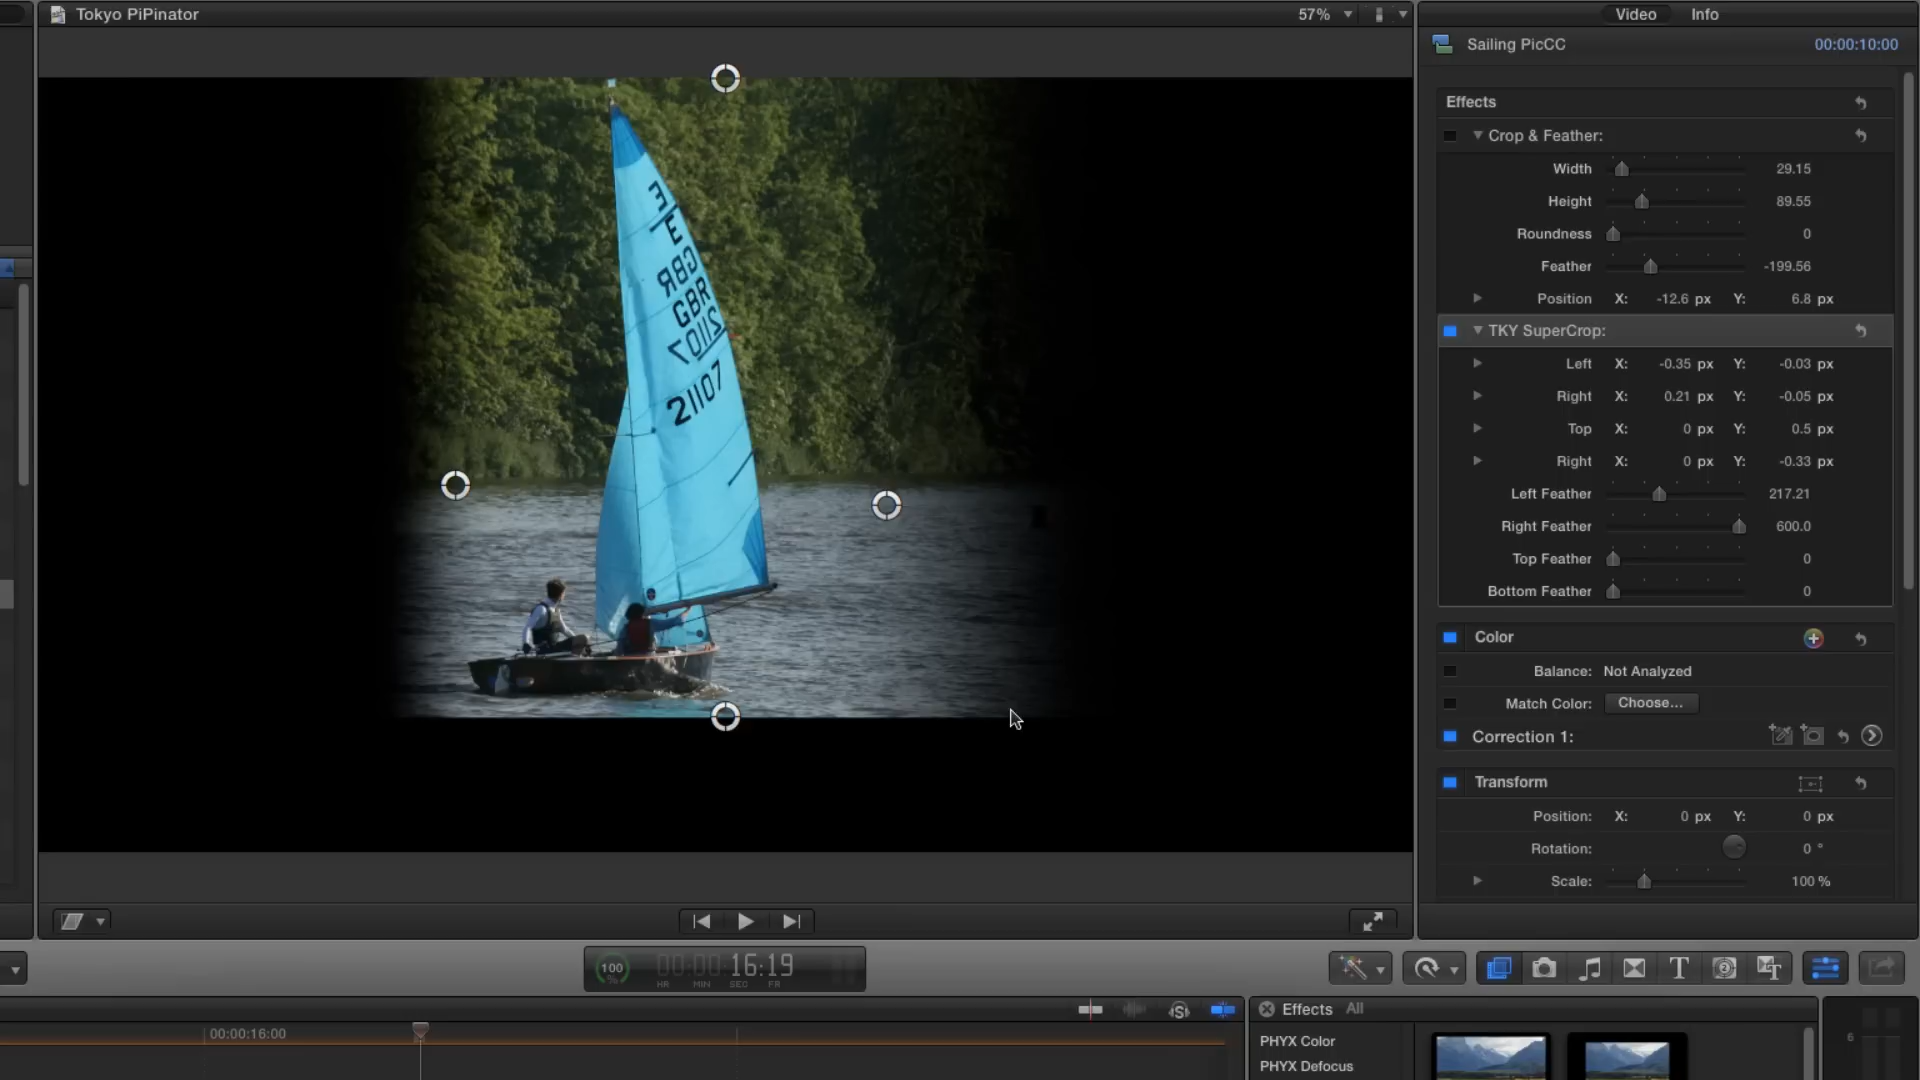 Tokyo PiPinator
57%
Video
Info
Sailing PicCC
00:00:10:00
Effects
Crop & Feather:
Width 29.15
Height 89.55
Roundness 0
Feather -199.56
Position X: -12.6 px Y: 6.8 px
TKY SuperCrop:
Left X: -0.35 px Y: -0.03 px
Right X: 0.21 px Y: -0.05 px
Top X: 0 px Y: 0.5 px
Right X: 0 px Y: -0.33 px
Left Feather 217.21
Right Feather 600.0
Top Feather 0
Bottom Feather 0
Color
Balance: Not Analyzed
Match Color: Choose...
Correction 1:
Transform
Position: X: 0 px Y: 0 px
Rotation: 0 °
Scale: 100 %
E
GBR
21107
100
%
00:00:16:19
HR MIN SEC FR
00:00:16:00
Effects All
PHYX Color
PHYX Defocus
6